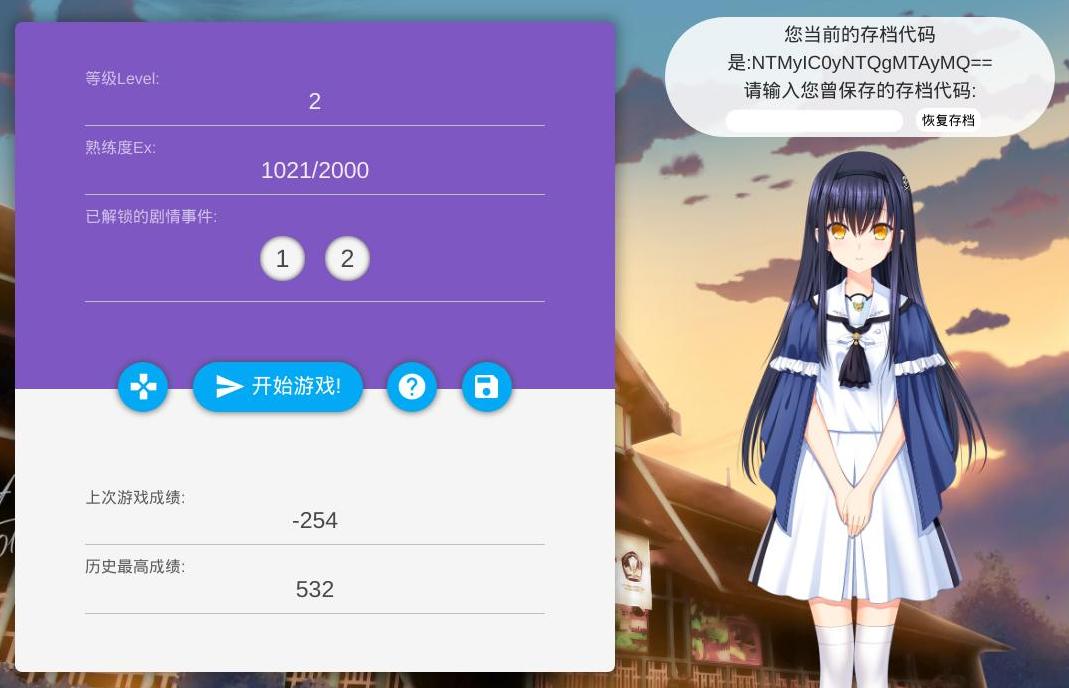 等级Level:
2
熟练度Ex:
1021/2000
已解锁的剧情事件:
1 2
开始游戏!
上次游戏成绩:
-254
历史最高成绩:
532
您当前的存档代码
是:NTMyIC0yNTQgMTAyMQ==
请输入您曾保存的存档代码:
恢复存档